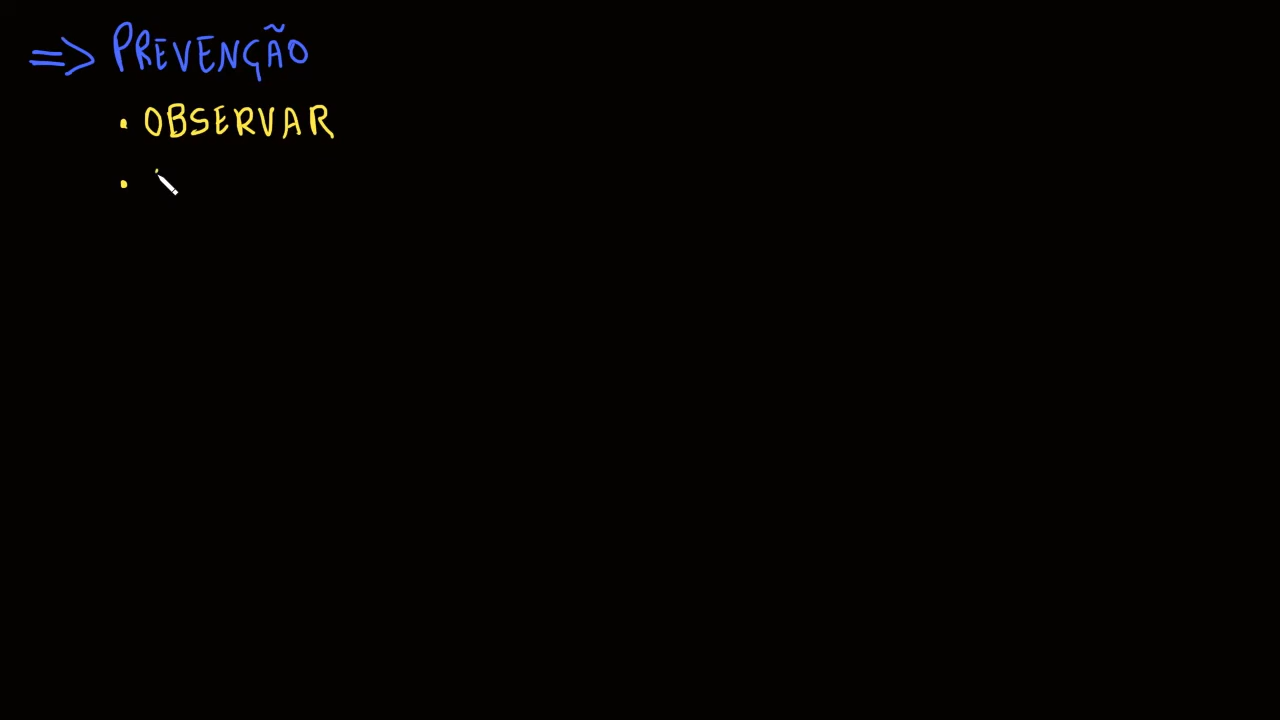 => PREVENÇÃO
• OBSERVAR
•